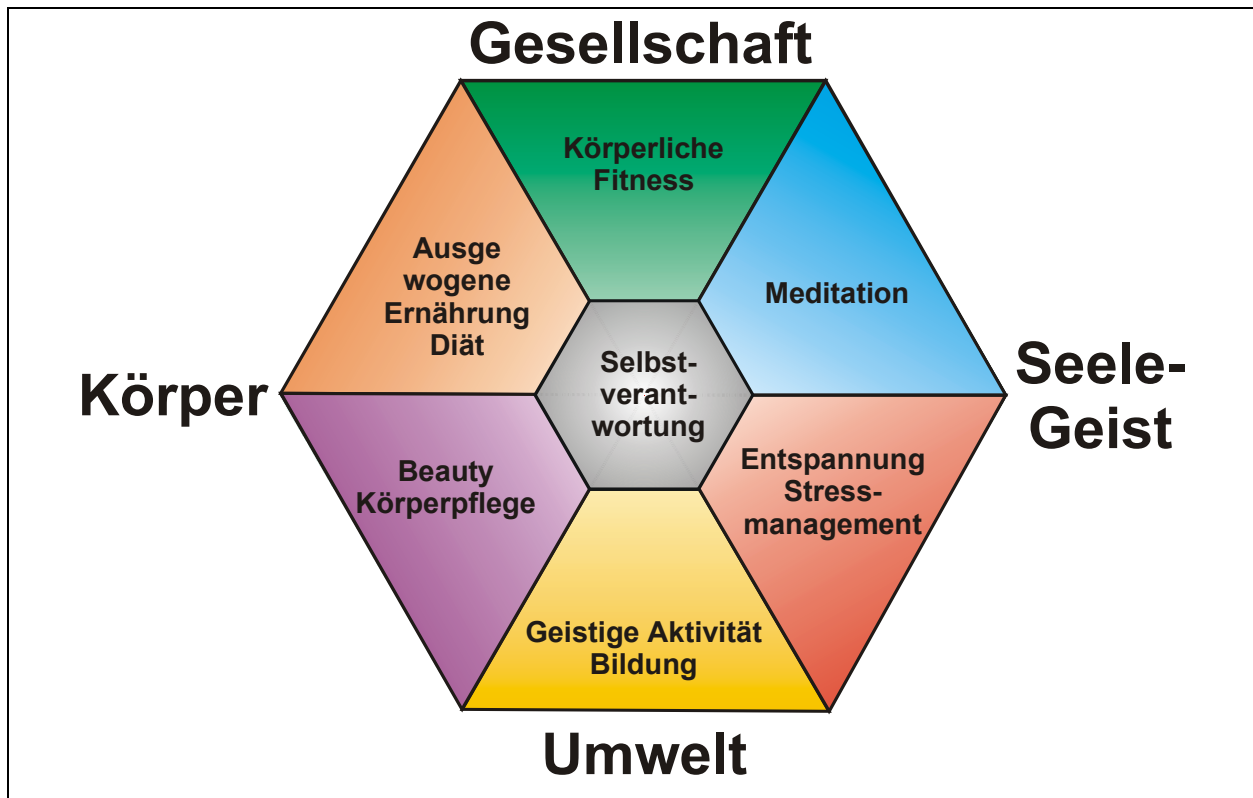 Gesellschaft
Körperliche
Fitness
Ausge
wogene
Ernährung
Diät
Meditation
Körper
Selbst-
verant-
wortung
Seele-
Geist
Beauty
Körperpflege
Entspannung
Stress-
management
Geistige Aktivität
Bildung
Umwelt